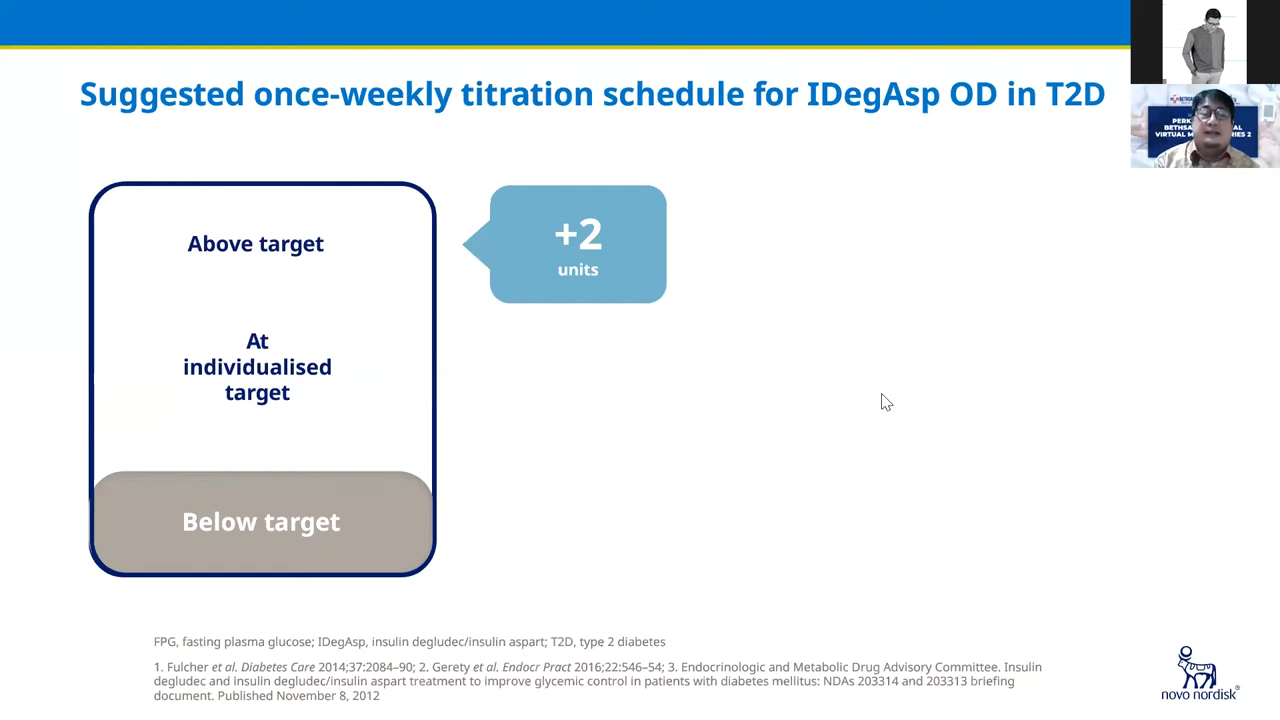 Suggested once-weekly titration schedule for IDegAsp OD in T2D
Above target
+2
units
At
individualised
target
Below target
FPG, fasting plasma glucose; IDegAsp, insulin degludec/insulin aspart; T2D, type 2 diabetes
1. Fulcher et al. Diabetes Care 2014;37:2084–90; 2. Gerety et al. Endocr Pract 2016;22:546–54; 3. Endocrinologic and Metabolic Drug Advisory Committee. Insulin
degludec and insulin degludec/insulin aspart treatment to improve glycemic control in patients with diabetes mellitus: NDAs 203314 and 203313 briefing
document. Published November 8, 2012
novo nordisk®